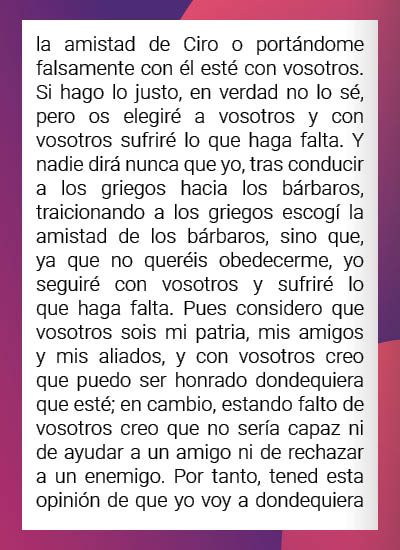 la amistad de Ciro o portándome
falsamente con él esté con vosotros.
Si hago lo justo, en verdad no lo sé,
pero os elegiré a vosotros y con
vosotros sufriré lo que haga falta. Y
nadie dirá nunca que yo, tras conducir
a los griegos hacia los bárbaros,
traicionando a los griegos escogí la
amistad de los bárbaros, sino que,
ya que no queréis obedecerme, yo
seguiré con vosotros y sufriré lo
que haga falta. Pues considero que
vosotros sois mi patria, mis amigos
y mis aliados, y con vosotros creo
que puedo ser honrado dondequiera
que esté; en cambio, estando falto de
vosotros creo que no sería capaz ni
de ayudar a un amigo ni de rechazar
a un enemigo. Por tanto, tened esta
opinión de que yo voy a dondequiera